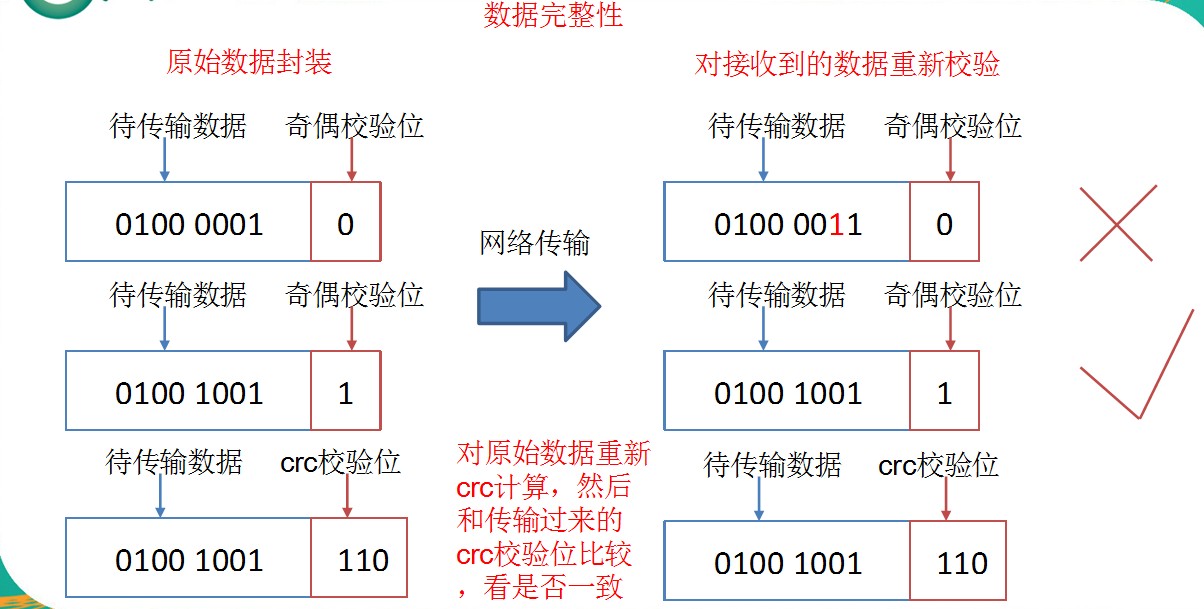 数据完整性
原始数据封装
对接收到的数据重新校验
待传输数据 奇偶校验位
待传输数据 奇偶校验位
0100 0001 0
0100 0011 0
网络传输
待传输数据 奇偶校验位
待传输数据 奇偶校验位
0100 1001 1
0100 1001 1
待传输数据 crc校验位
对原始数据重新
crc计算，然后
和传输过来的
crc校验位比较
，看是否一致
待传输数据 crc校验位
0100 1001 110
0100 1001 110